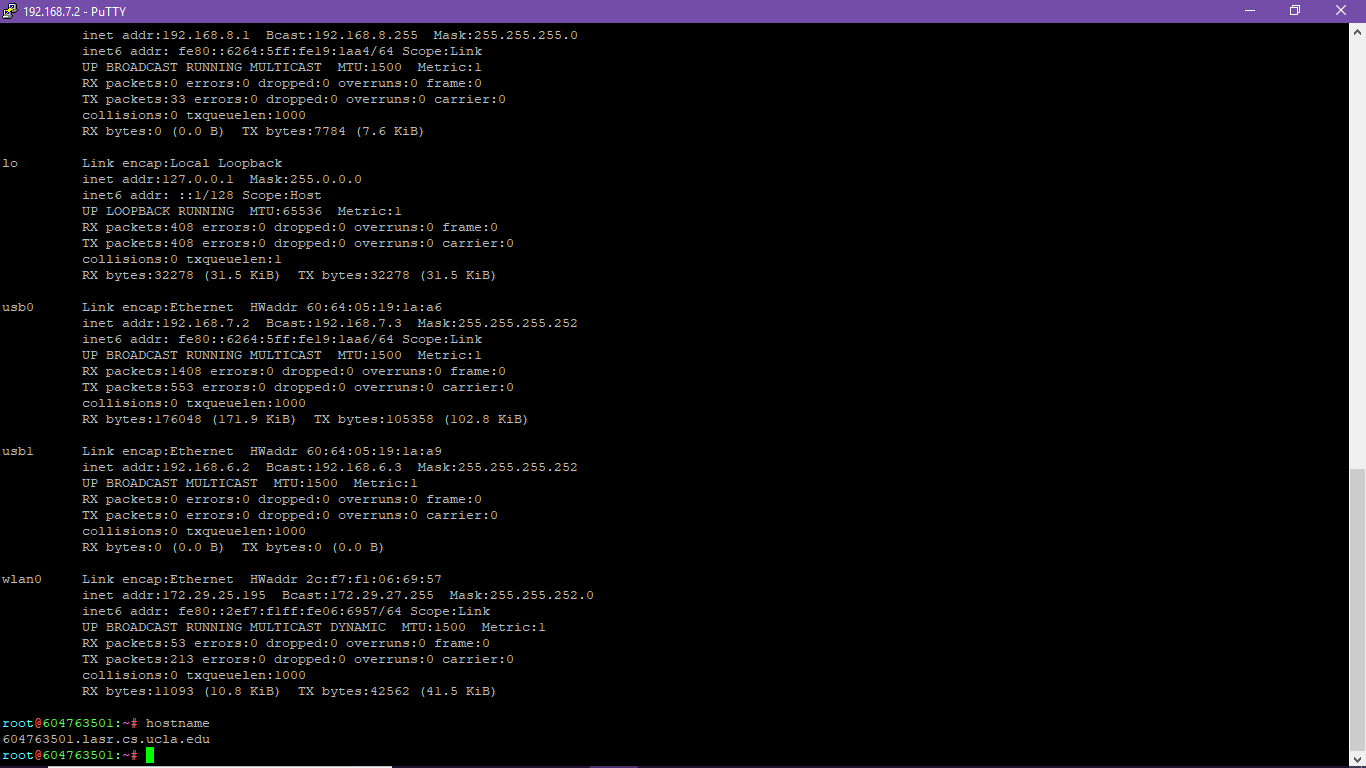 192.168.7.2 - PuTTY
inet addr:192.168.8.1  Bcast:192.168.8.255  Mask:255.255.255.0
inet6 addr: fe80::6264:5ff:fe19:1aa4/64 Scope:Link
UP BROADCAST RUNNING MULTICAST  MTU:1500  Metric:1
RX packets:0 errors:0 dropped:0 overruns:0 frame:0
TX packets:33 errors:0 dropped:0 overruns:0 carrier:0
collisions:0 txqueuelen:1000
RX bytes:0 (0.0 B)  TX bytes:7784 (7.6 KiB)
lo        Link encap:Local Loopback
inet addr:127.0.0.1  Mask:255.0.0.0
inet6 addr: ::1/128 Scope:Host
UP LOOPBACK RUNNING  MTU:65536  Metric:1
RX packets:408 errors:0 dropped:0 overruns:0 frame:0
TX packets:408 errors:0 dropped:0 overruns:0 carrier:0
collisions:0 txqueuelen:1
RX bytes:32278 (31.5 KiB)  TX bytes:32278 (31.5 KiB)
usb0      Link encap:Ethernet  HWaddr 60:64:05:19:1a:a6
inet addr:192.168.7.2  Bcast:192.168.7.3  Mask:255.255.255.252
inet6 addr: fe80::6264:5ff:fe19:1aa6/64 Scope:Link
UP BROADCAST RUNNING MULTICAST  MTU:1500  Metric:1
RX packets:1408 errors:0 dropped:0 overruns:0 frame:0
TX packets:553 errors:0 dropped:0 overruns:0 carrier:0
collisions:0 txqueuelen:1000
RX bytes:176048 (171.9 KiB)  TX bytes:105358 (102.8 KiB)
usb1      Link encap:Ethernet  HWaddr 60:64:05:19:1a:a9
inet addr:192.168.6.2  Bcast:192.168.6.3  Mask:255.255.255.252
UP BROADCAST MULTICAST  MTU:1500  Metric:1
RX packets:0 errors:0 dropped:0 overruns:0 frame:0
TX packets:0 errors:0 dropped:0 overruns:0 carrier:0
collisions:0 txqueuelen:1000
RX bytes:0 (0.0 B)  TX bytes:0 (0.0 B)
wlan0     Link encap:Ethernet  HWaddr 2c:f7:f1:06:69:57
inet addr:172.29.25.195  Bcast:172.29.27.255  Mask:255.255.252.0
inet6 addr: fe80::2ef7:f1ff:fe06:6957/64 Scope:Link
UP BROADCAST RUNNING MULTICAST DYNAMIC  MTU:1500  Metric:1
RX packets:53 errors:0 dropped:0 overruns:0 frame:0
TX packets:213 errors:0 dropped:0 overruns:0 carrier:0
collisions:0 txqueuelen:1000
RX bytes:11093 (10.8 KiB)  TX bytes:42562 (41.5 KiB)
root@604763501:~# hostname
604763501.lasr.cs.ucla.edu
root@604763501:~#